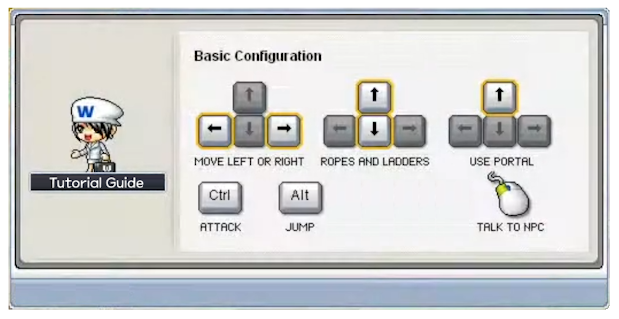 Basic Configuration
W
↑ ↑ ↑
← ↓ → ← ↓ → ← ↓ →
MOVE LEFT OR RIGHT ROPES AND LADDERS USE PORTAL
Tutorial Guide
Ctrl Alt
ATTACK JUMP TALK TO NPC